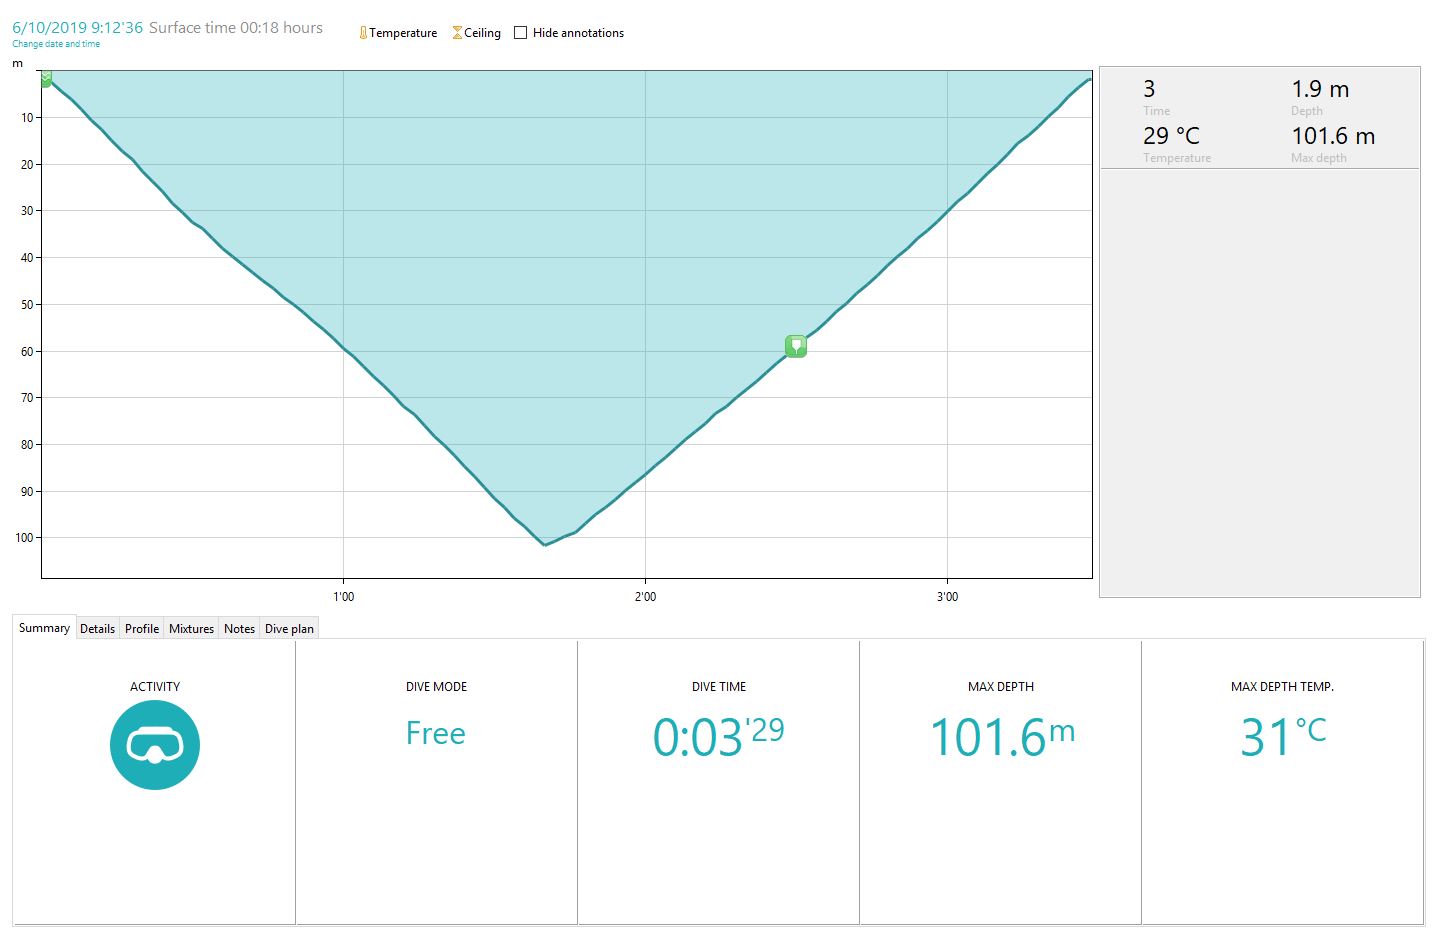 6/10/2019 9:12'36 Surface time 00:18 hours
Change date and time
Temperature Ceiling Hide annotations
m
10
20
30
40
50
60
70
80
90
100
1'00 2'00 3'00
3 1.9 m
Time Depth
29 °C 101.6 m
Temperature Max depth
Summary Details Profile Mixtures Notes Dive plan
ACTIVITY DIVE MODE DIVE TIME MAX DEPTH MAX DEPTH TEMP.
Free 0:03'29 101.6m 31°C